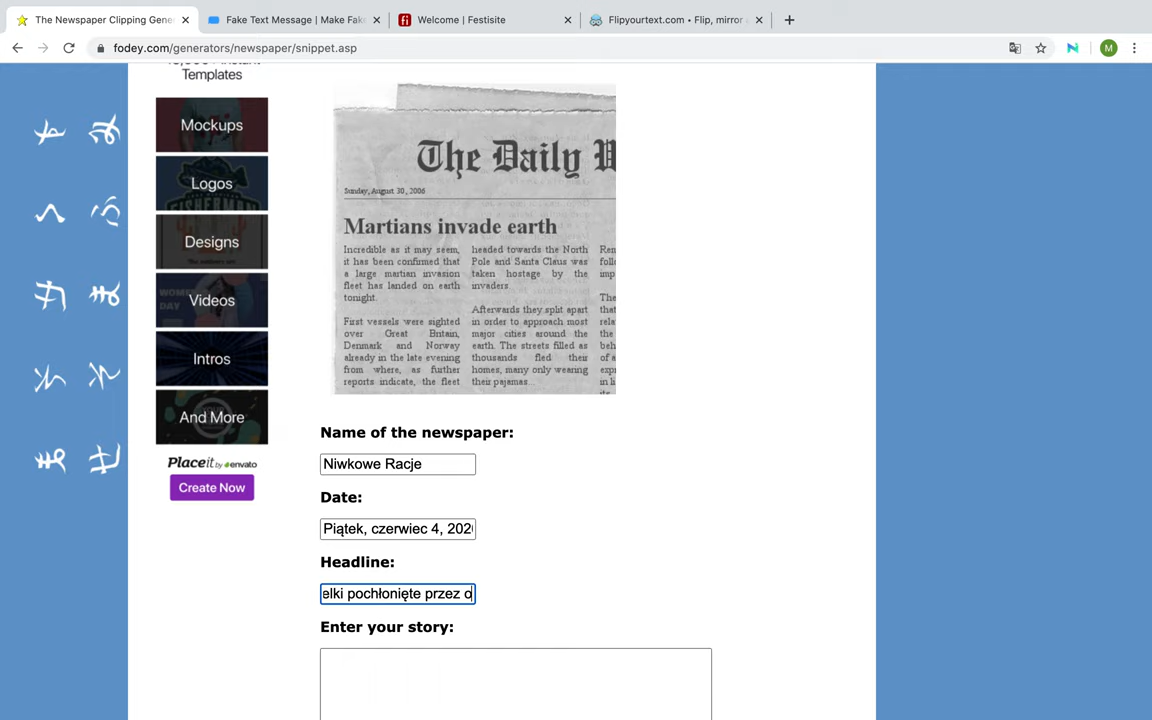 The Newspaper Clipping Gene
Fake Text Message | Make Fak
Welcome | Festisite
Flipyourtext.com • Flip, mirror
fodey.com/generators/newspaper/snippet.asp
M
Templates
Mockups
Logos
Designs
Videos
Intros
And More
Placeit by envato
Create Now
The Daily W
Sunday, August 30, 2006
Martians invade earth
Incredible as it may seem,
it has been confirmed that
a large martian invasion
fleet has landed on earth
tonight.
First vessels were sighted
over Great Britain,
Denmark and Norway
already in the late evening
from where, as further
reports indicate, the fleet
headed towards the North
Pole and Santa Claus was
taken hostage by the
invaders.
Afterwards they split apart
in order to approach most
major cities around the
earth. The streets filled as
thousands fled their
homes, many only wearing
their pajamas...
Name of the newspaper:
Niwkowe Racje
Date:
Piątek, czerwiec 4, 202
Headline:
elki pochłonięte przez o
Enter your story: